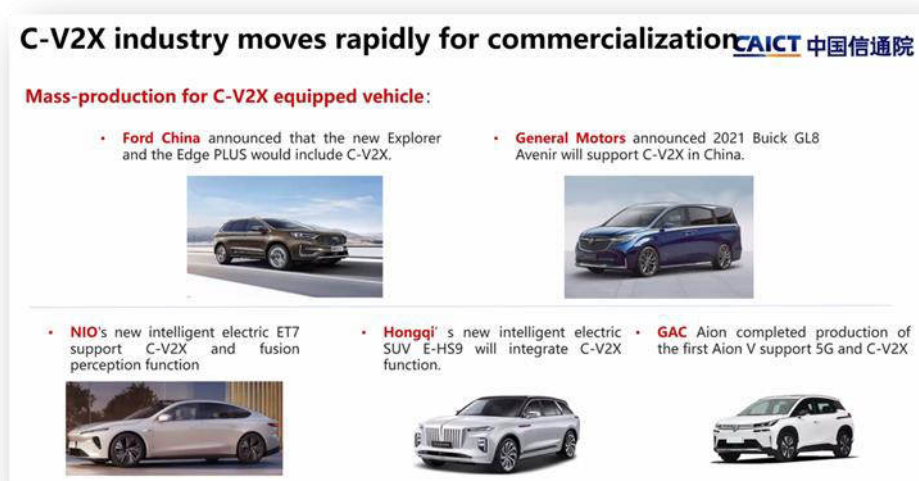 C-V2X industry moves rapidly for commercialization
CAICT 中国信通院
Mass-production for C-V2X equipped vehicle:
• Ford China announced that the new Explorer
and the Edge PLUS would include C-V2X.
• General Motors announced 2021 Buick GL8
Avenir will support C-V2X in China.
• NIO's new intelligent electric ET7
support C-V2X and fusion
perception function
• Hongqi' s new intelligent electric
SUV E-HS9 will integrate C-V2X
function.
• GAC Aion completed production of
the first Aion V support 5G and C-V2X